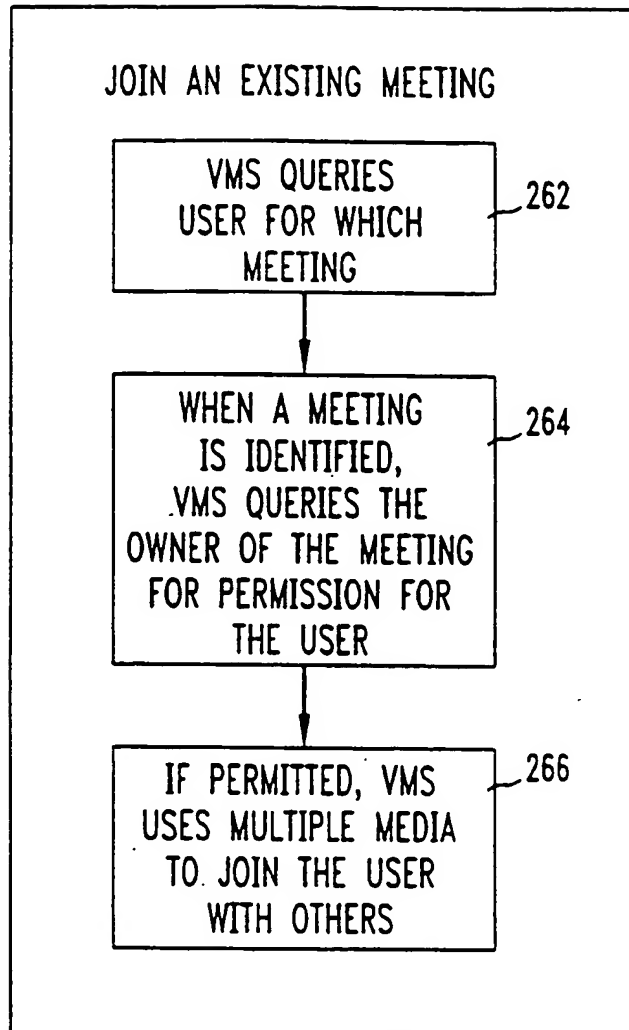 JOIN AN EXISTING MEETING
VMS QUERIES
USER FOR WHICH
MEETING
262
WHEN A MEETING
IS IDENTIFIED,
VMS QUERIES THE
OWNER OF THE MEETING
FOR PERMISSION FOR
THE USER
264
IF PERMITTED, VMS
USES MULTIPLE MEDIA
TO JOIN THE USER
WITH OTHERS
266